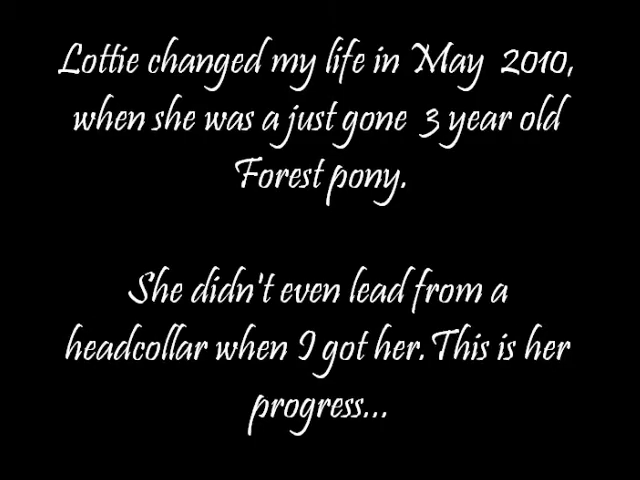 Lottie changed my life in May 2010,
when she was a just gone 3 year old
Forest pony.
She didn't even lead from a
headcollar when I got her. This is her
progress...